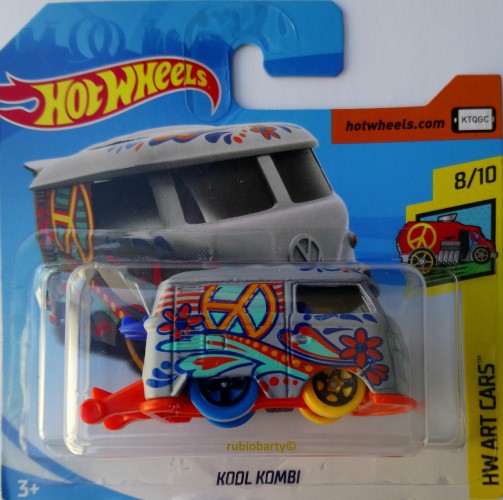 HOT WHEELS
hotwheels.com
KTQGC
8/10
HW ART CARS™
3+
rubiobarty©
KOOL KOMBI